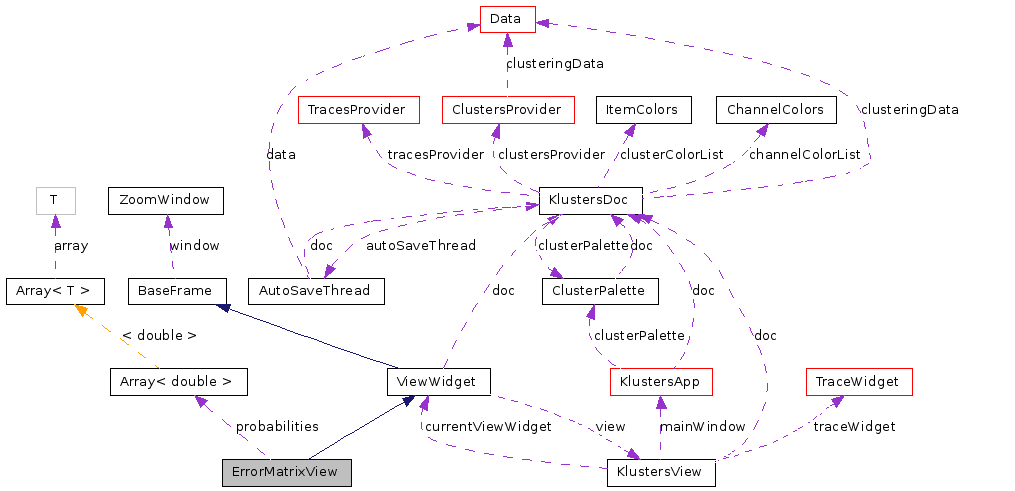 Data
clusteringData
TracesProvider
ClustersProvider
ItemColors
ChannelColors
clusteringData
data
tracesProvider
clustersProvider
clusterColorList
channelColorList
T
ZoomWindow
KlustersDoc
array
window
doc
autoSaveThread
clusterPalette
doc
Array< T >
BaseFrame
AutoSaveThread
doc
ClusterPalette
doc
< double >
clusterPalette
doc
Array< double >
ViewWidget
KlustersApp
TraceWidget
probabilities
currentViewWidget
view
mainWindow
traceWidget
ErrorMatrixView
KlustersView